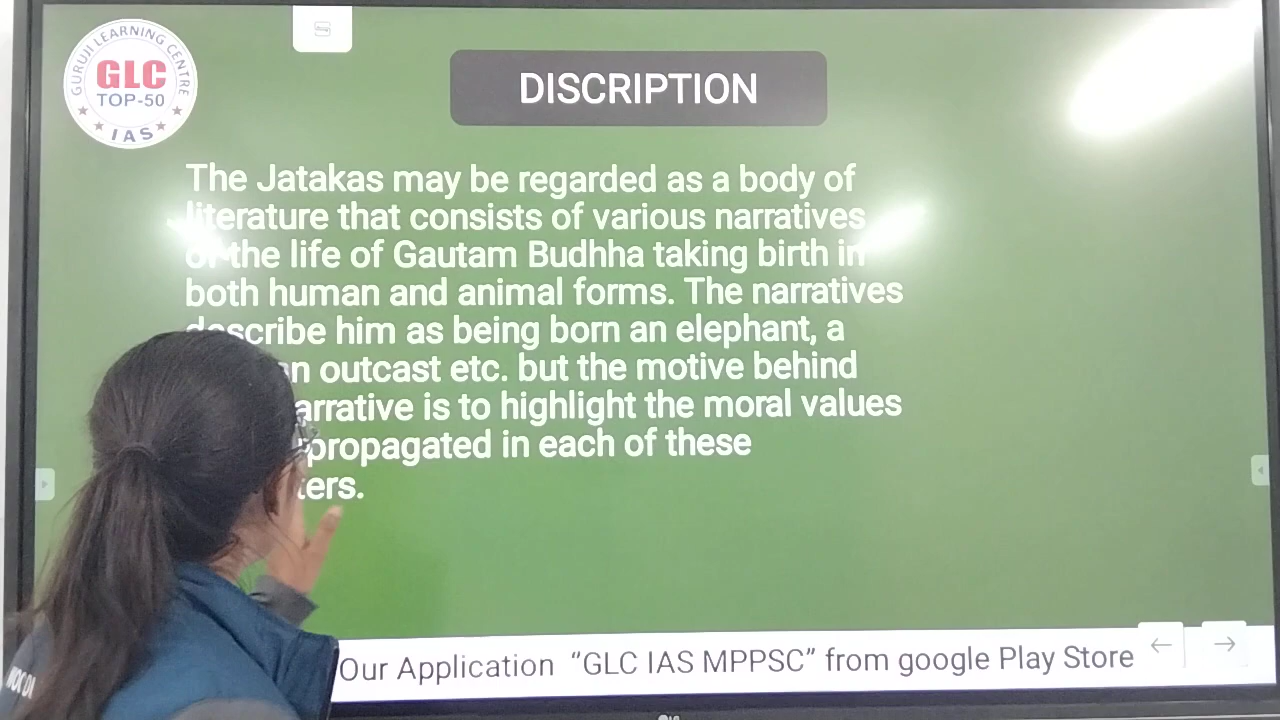 GURUJI LEARNING CENTRE
GLC
TOP-50
IAS
DISCRIPTION
The Jatakas may be regarded as a body of
literature that consists of various narratives
of the life of Gautam Budhha taking birth in
both human and animal forms. The narratives
describe him as being born an elephant, a
outcast etc. but the motive behind
narrative is to highlight the moral values
propagated in each of these
Our Application "GLC IAS MPPSC" from google Play Store
LG